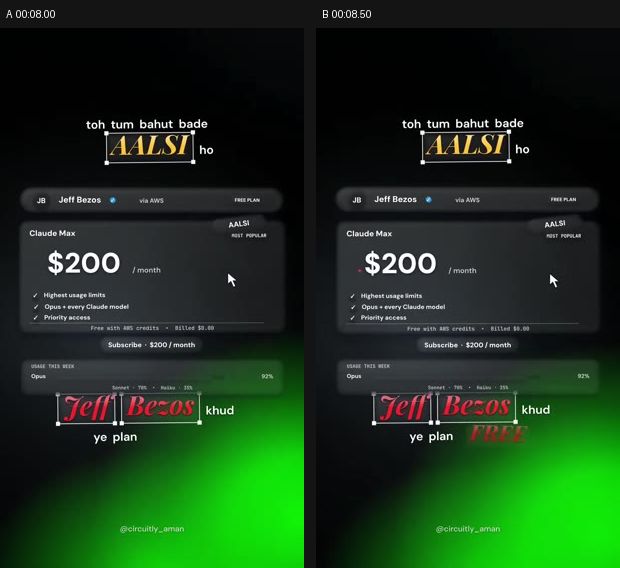 A 00:08.00
toh tum bahut bade
AALSI ho
JB Jeff Bezos via AWS FREE PLAN
AALSI
Claude Max MOST POPULAR
$200 / month
✓ Highest usage limits
✓ Opus + every Claude model
✓ Priority access
Free with AWS credits • Billed $0.00
Subscribe · $200 / month
USAGE THIS WEEK
Opus 92%
Sonnet · 78% • Haiku · 35%
Jeff Bezos khud
ye plan
@circuitly_aman
B 00:08.50
toh tum bahut bade
AALSI ho
JB Jeff Bezos via AWS FREE PLAN
AALSI
Claude Max MOST POPULAR
$200 / month
✓ Highest usage limits
✓ Opus + every Claude model
✓ Priority access
Free with AWS credits • Billed $0.00
Subscribe · $200 / month
USAGE THIS WEEK
Opus 92%
Sonnet · 78% • Haiku · 35%
Jeff Bezos khud
ye plan FREE
@circuitly_aman